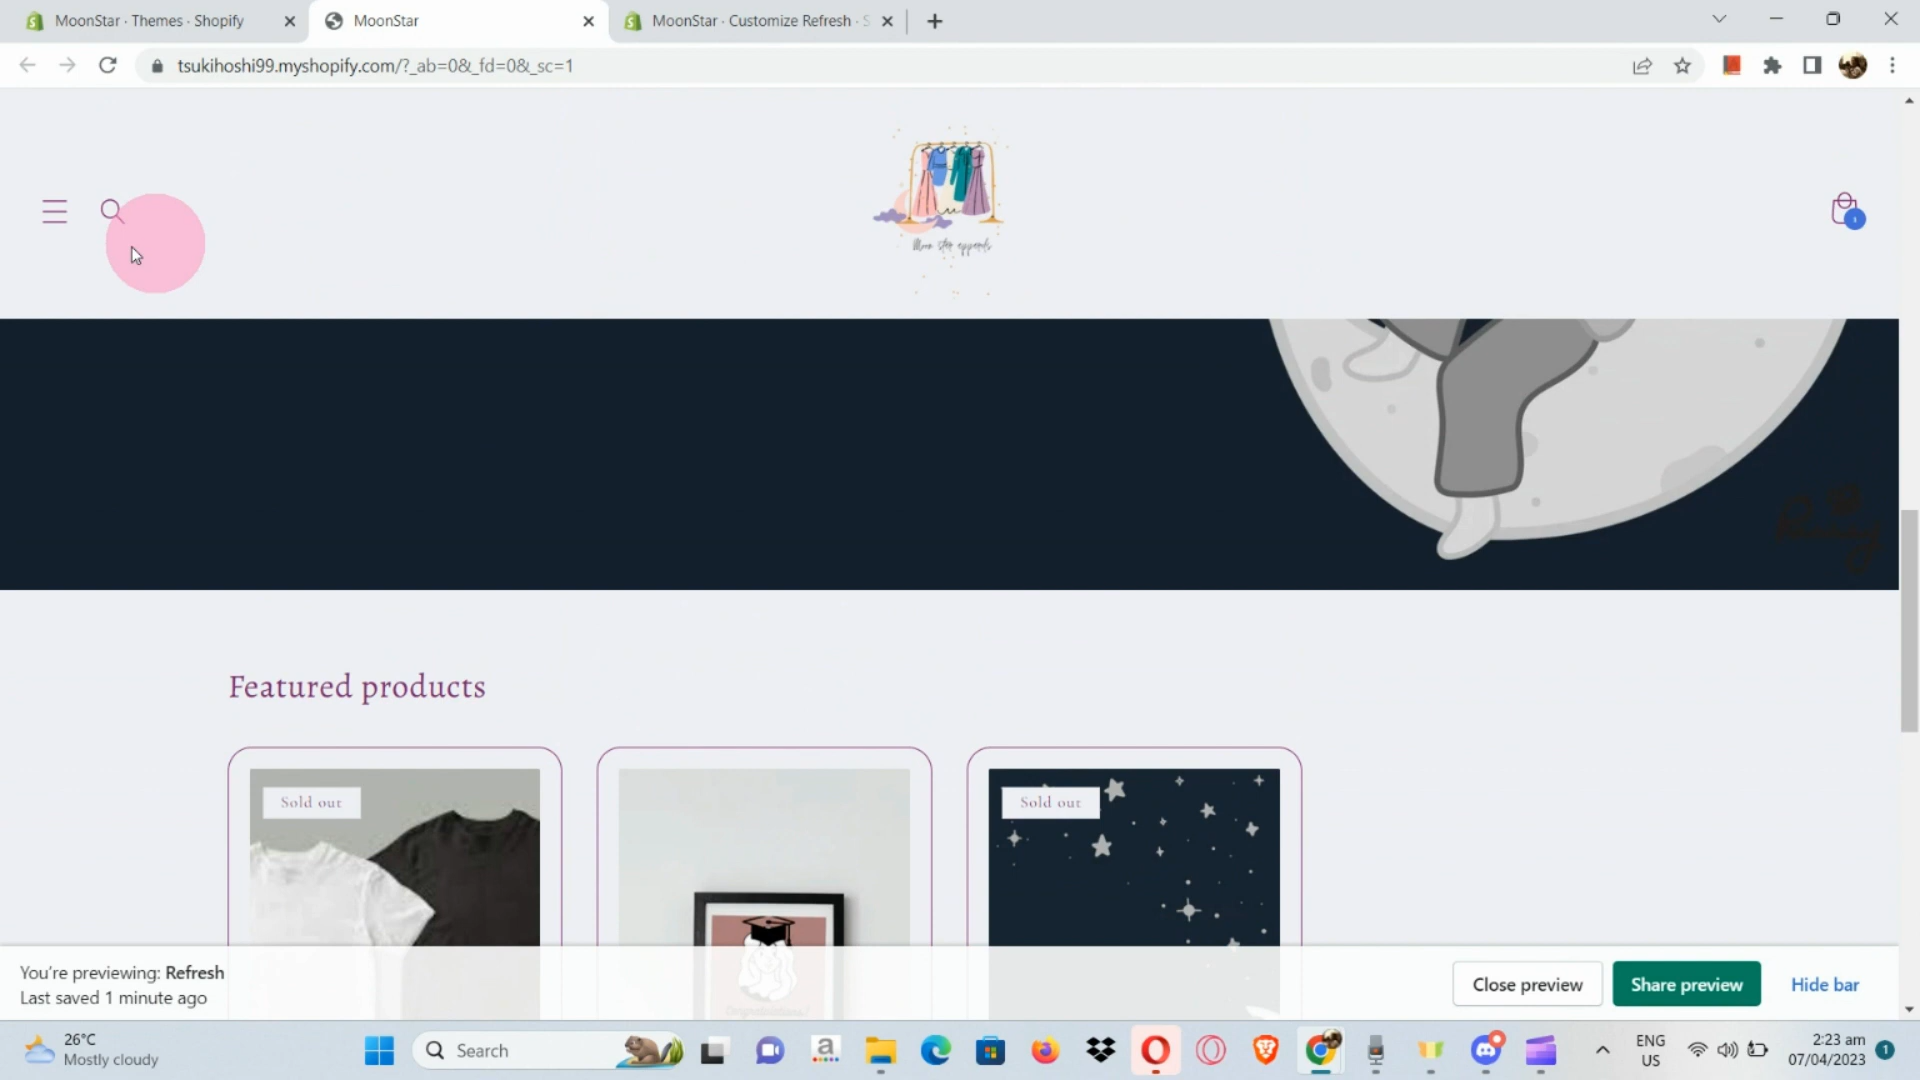 MoonStar · Themes · Shopify
MoonStar
MoonStar · Customize Refresh · S
tsukihoshi99.myshopify.com/?_ab=0&_fd=0&_sc=1
1
Featured products
Sold out
Sold out
You're previewing: Refresh
Last saved 1 minute ago
Close preview
Share preview
Hide bar
26°C
Mostly cloudy
Search
ENG
US
2:23 am
07/04/2023
1